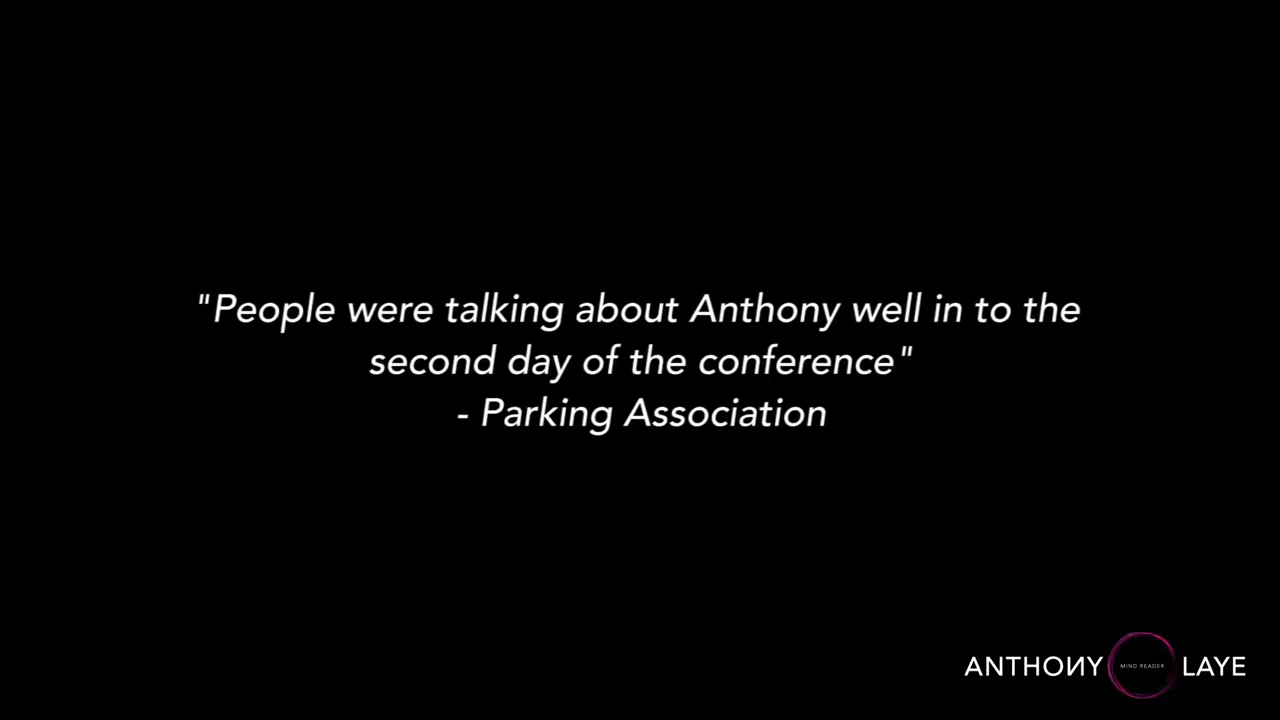 "People were talking about Anthony well in to the
second day of the conference"
- Parking Association
ANTHOИY MIND READER LAYE